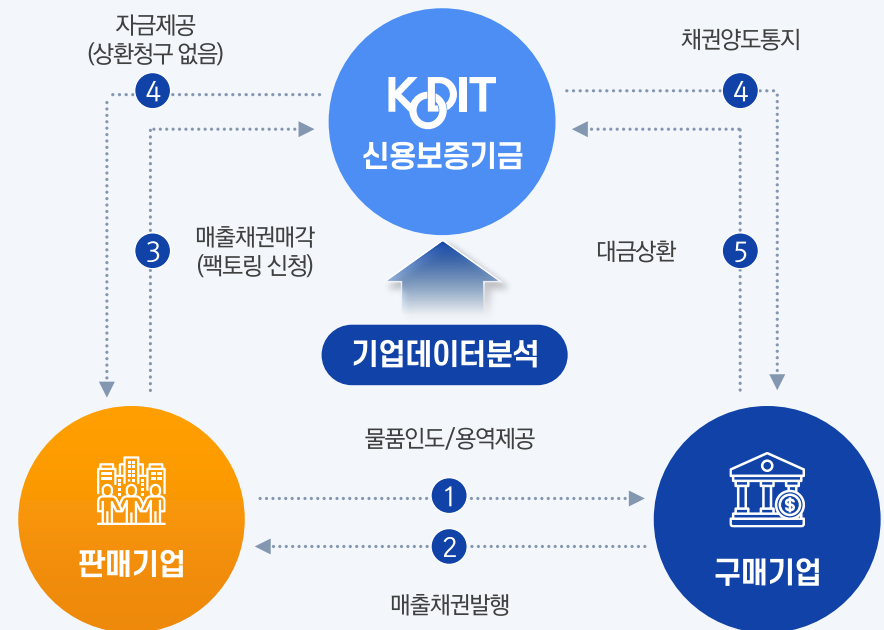 자금제공
(상환청구 없음)
4
KODIT
신용보증기금
채권양도통지
4
3
매출채권매각
(팩토링 신청)
대금상환
5
기업데이터분석
물품인도/용역제공
1
2
매출채권발행
판매기업
$
구매기업